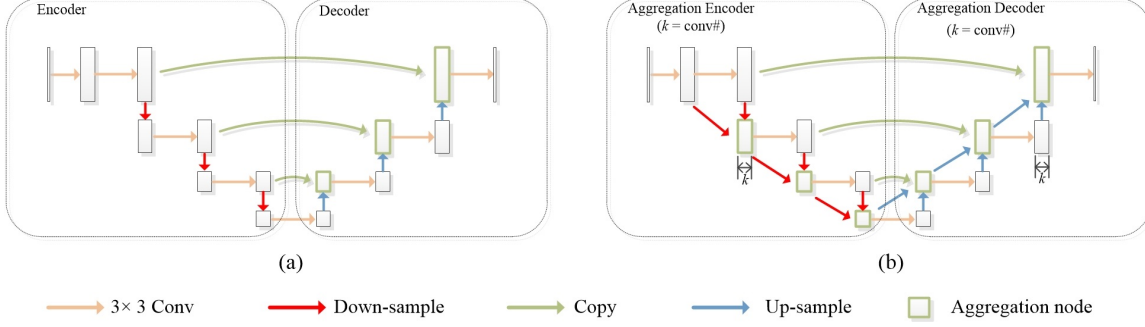 Encoder
Decoder
Aggregation Encoder
(k = conv#)
Aggregation Decoder
(k = conv#)
k
k
(a)
(b)
3× 3 Conv
Down-sample
Copy
Up-sample
Aggregation node